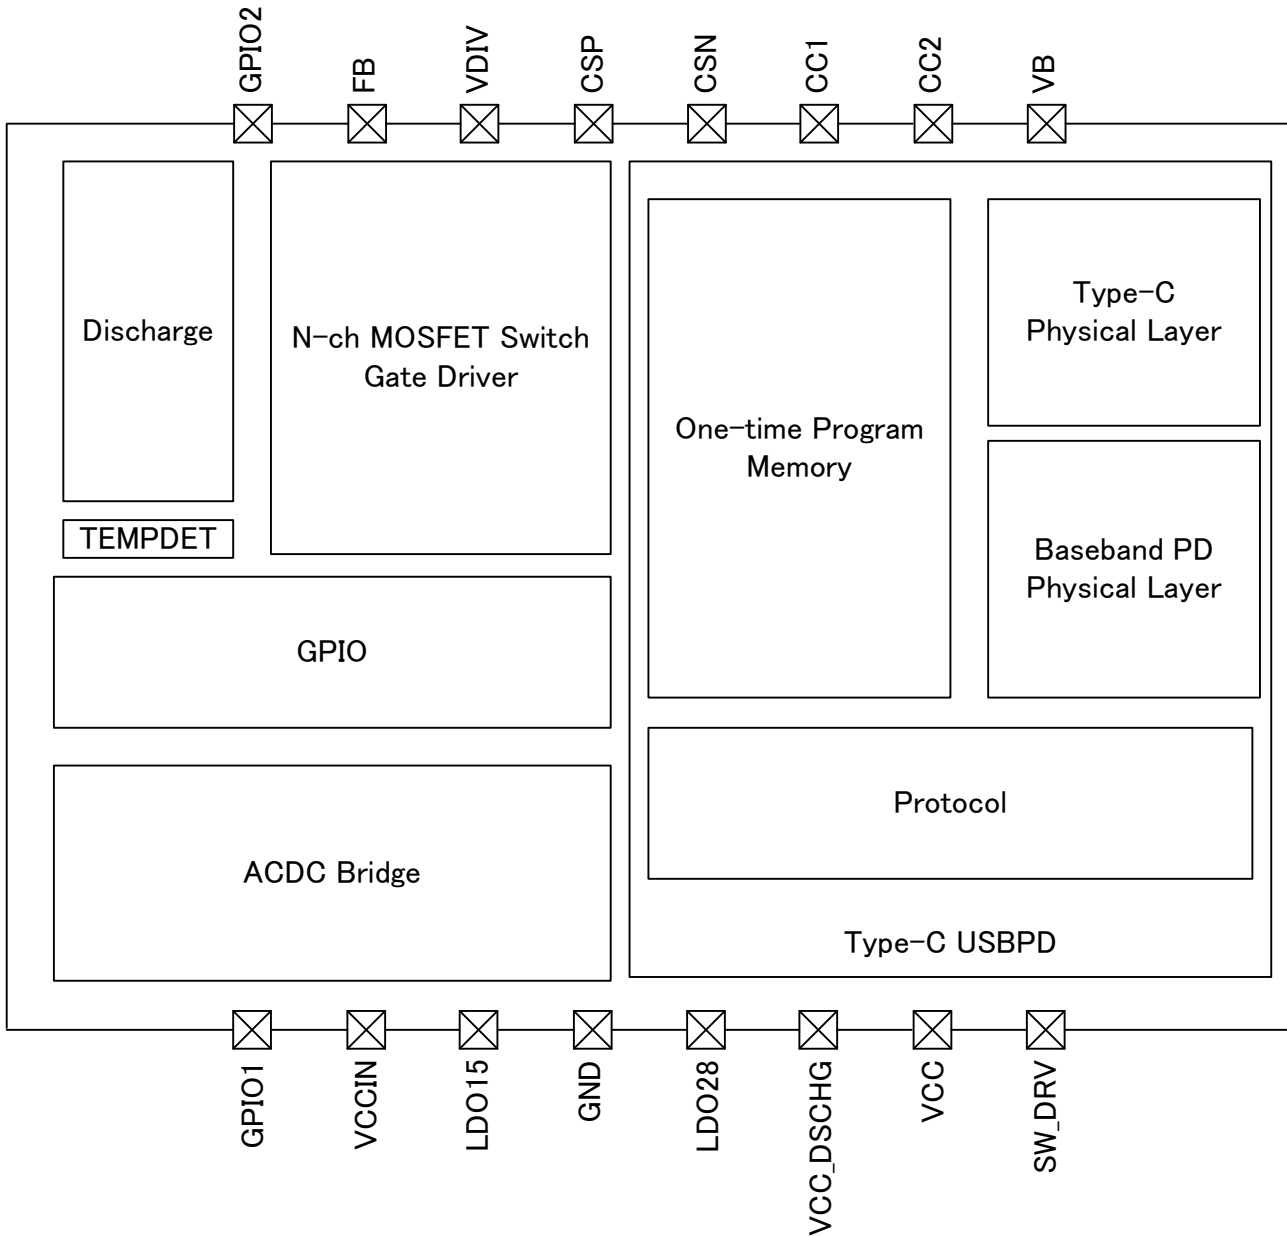 GPIO2
FB
VDIV
CSP
CSN
CC1
CC2
VB
Discharge
N-ch MOSFET Switch
Gate Driver
TEMPDET
GPIO
ACDC Bridge
One-time Program
Memory
Type-C
Physical Layer
Baseband PD
Physical Layer
Protocol
Type-C USBPD
GPIO1
VCCIN
LDO15
GND
LDO28
VCC_DSCHG
VCC
SW_DRV